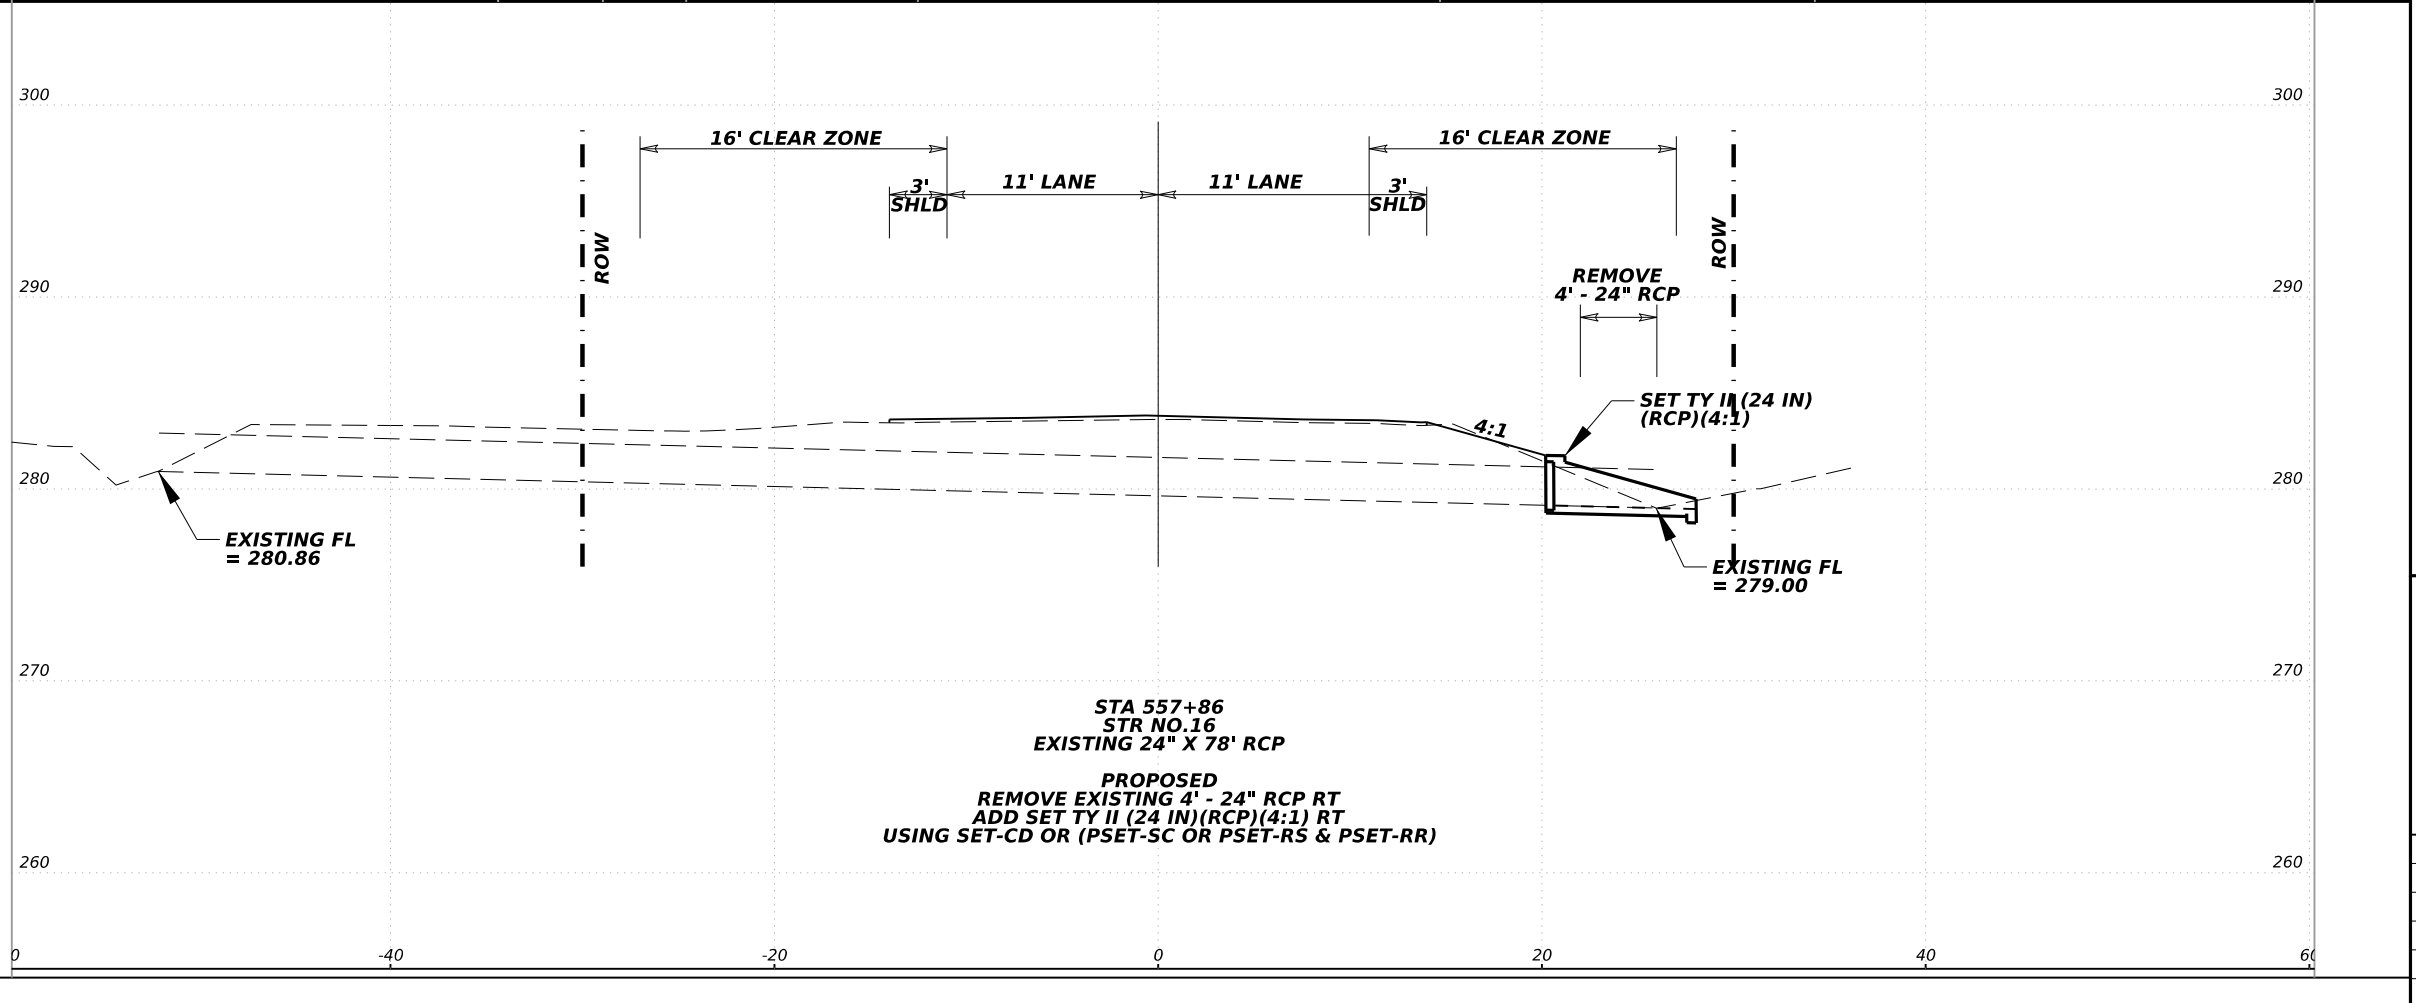 300
300
16' CLEAR ZONE
16' CLEAR ZONE
3'
SHLD
11' LANE
11' LANE
3'
SHLD
ROW
ROW
REMOVE
4' - 24" RCP
290
290
SET TY II (24 IN)
(RCP)(4:1)
4:1
280
280
EXISTING FL
= 280.86
EXISTING FL
= 279.00
270
270
STA 557+86
STR NO.16
EXISTING 24" X 78' RCP
PROPOSED
REMOVE EXISTING 4' - 24" RCP RT
ADD SET TY II (24 IN)(RCP)(4:1) RT
USING SET-CD OR (PSET-SC OR PSET-RS & PSET-RR)
260
260
0
-40
-20
0
20
40
60